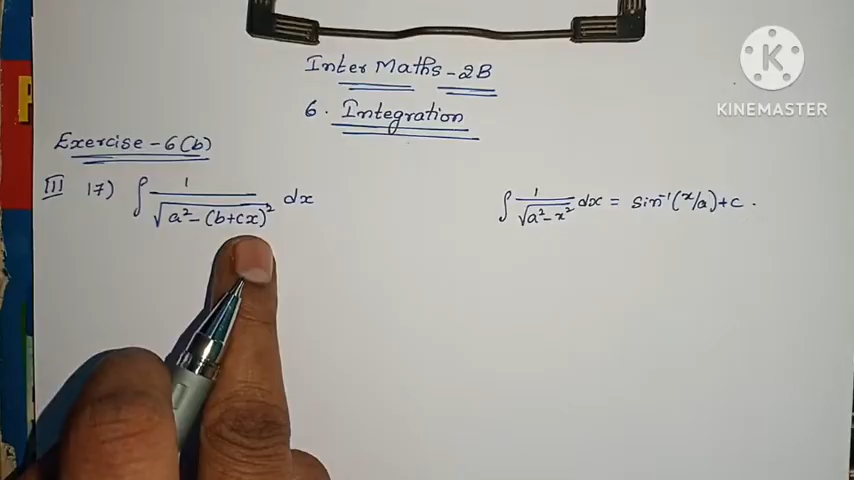 Inter Maths - 2B
6. Integration
KINEMASTER
Exercise - 6(b)
III 17) ∫ 1/√(a² - (b+cx)²) dx
∫ 1/√(a² - x²) dx = sin⁻¹(x/a) + c.